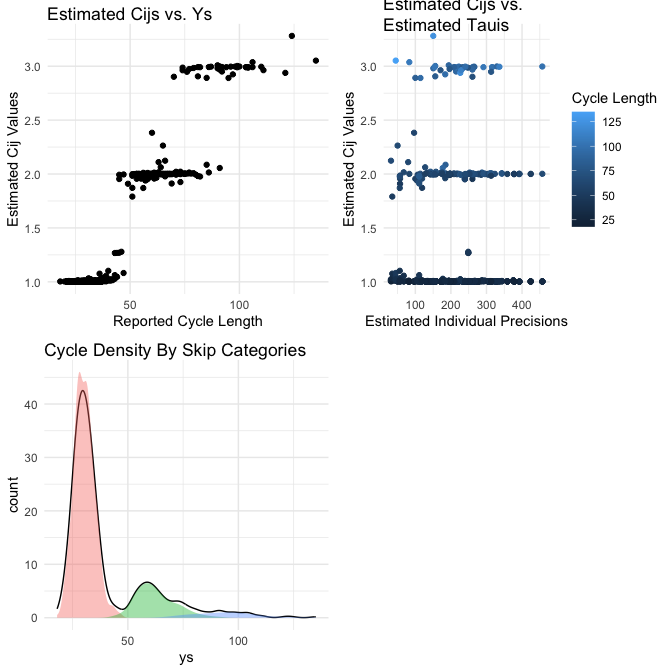 Estimated Cijs vs. Ys
Estimated Cij Values
3.0
2.5
2.0
1.5
1.0
50
100
Reported Cycle Length
Estimated Cijs vs.
Estimated Tauis
Estimated Cij Values
3.0
2.5
2.0
1.5
1.0
100
200
300
400
Estimated Individual Precisions
Cycle Length
125
100
75
50
25
Cycle Density By Skip Categories
count
40
30
20
10
0
50
100
ys